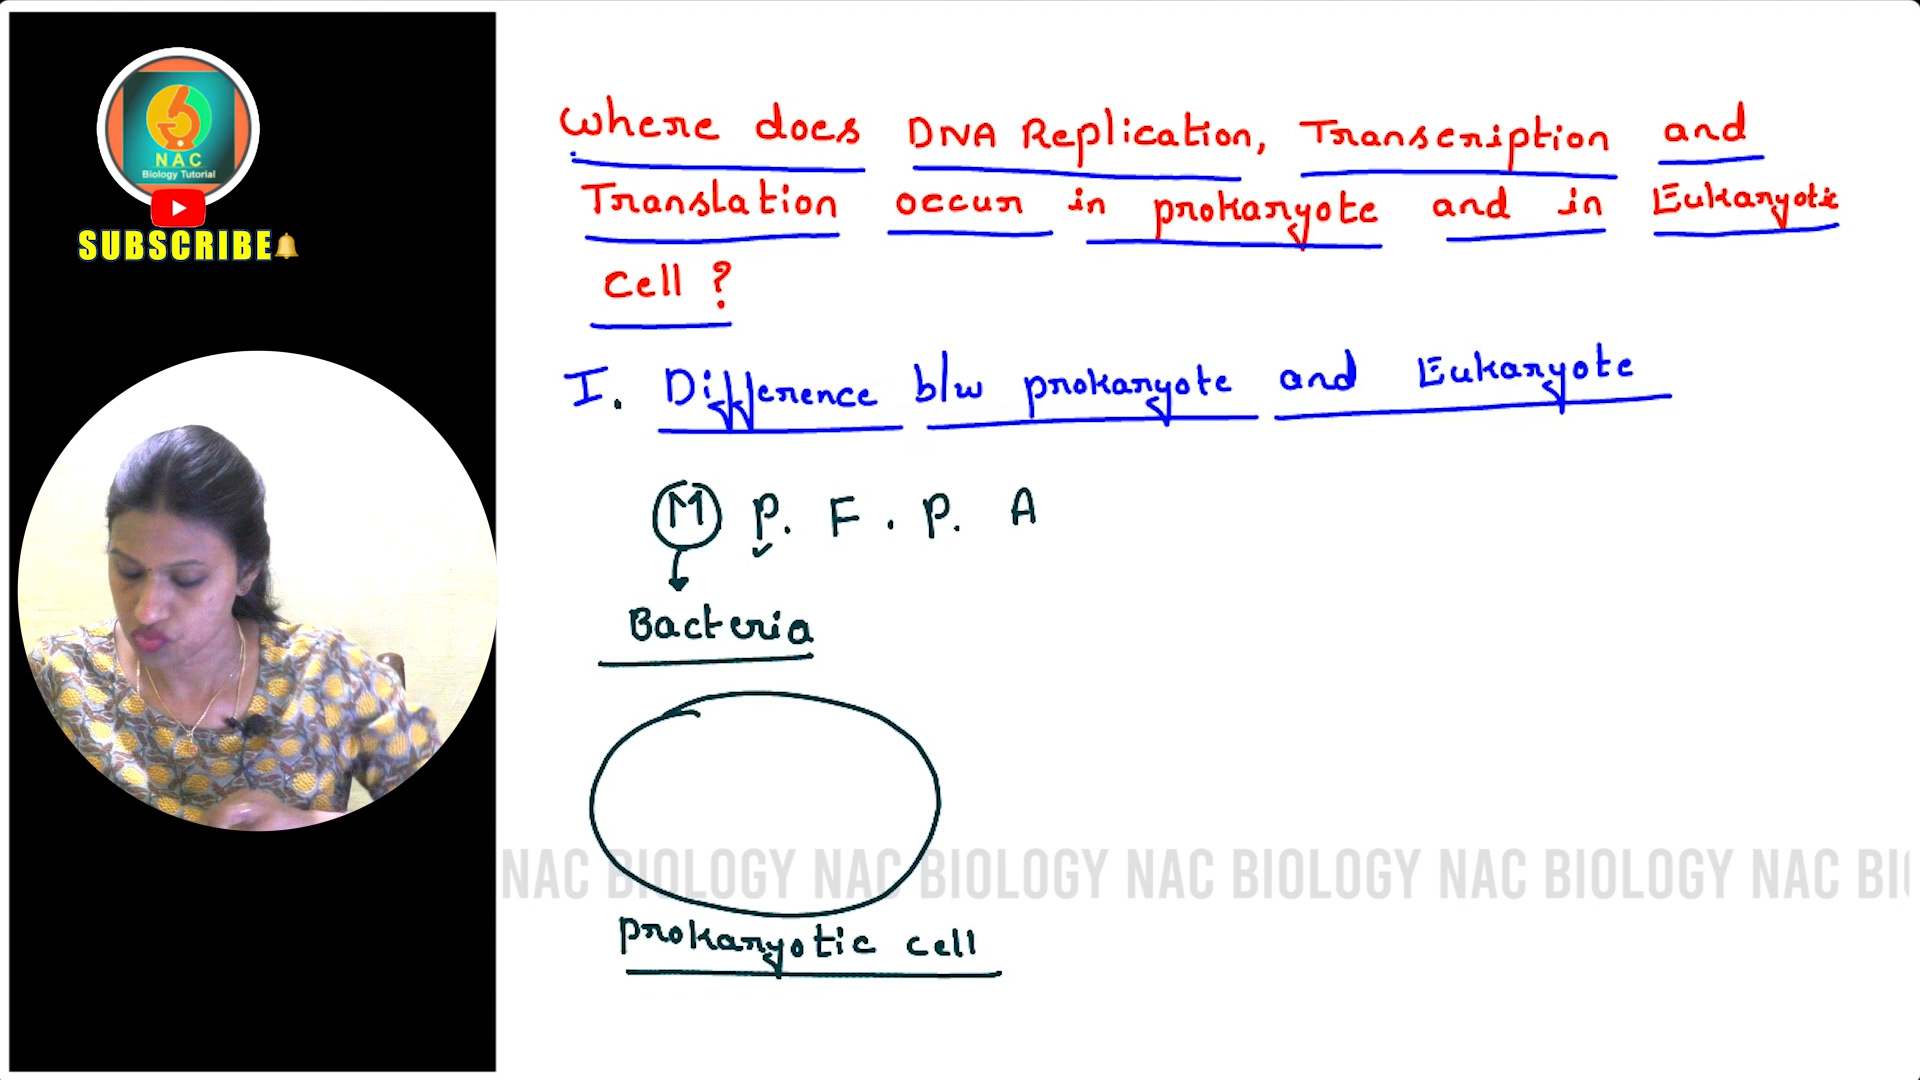 NAC
Biology Tutorial
SUBSCRIBE
Where does DNA Replication, Transcription and
Translation occur in prokaryote and in Eukaryotic
Cell ?
I. Difference b/w prokaryote and Eukaryote
M P. F. P. A
Bacteria
NAC BIOLOGY NAC BIOLOGY NAC BIOLOGY NAC BIOLOGY NAC BI
prokaryotic cell